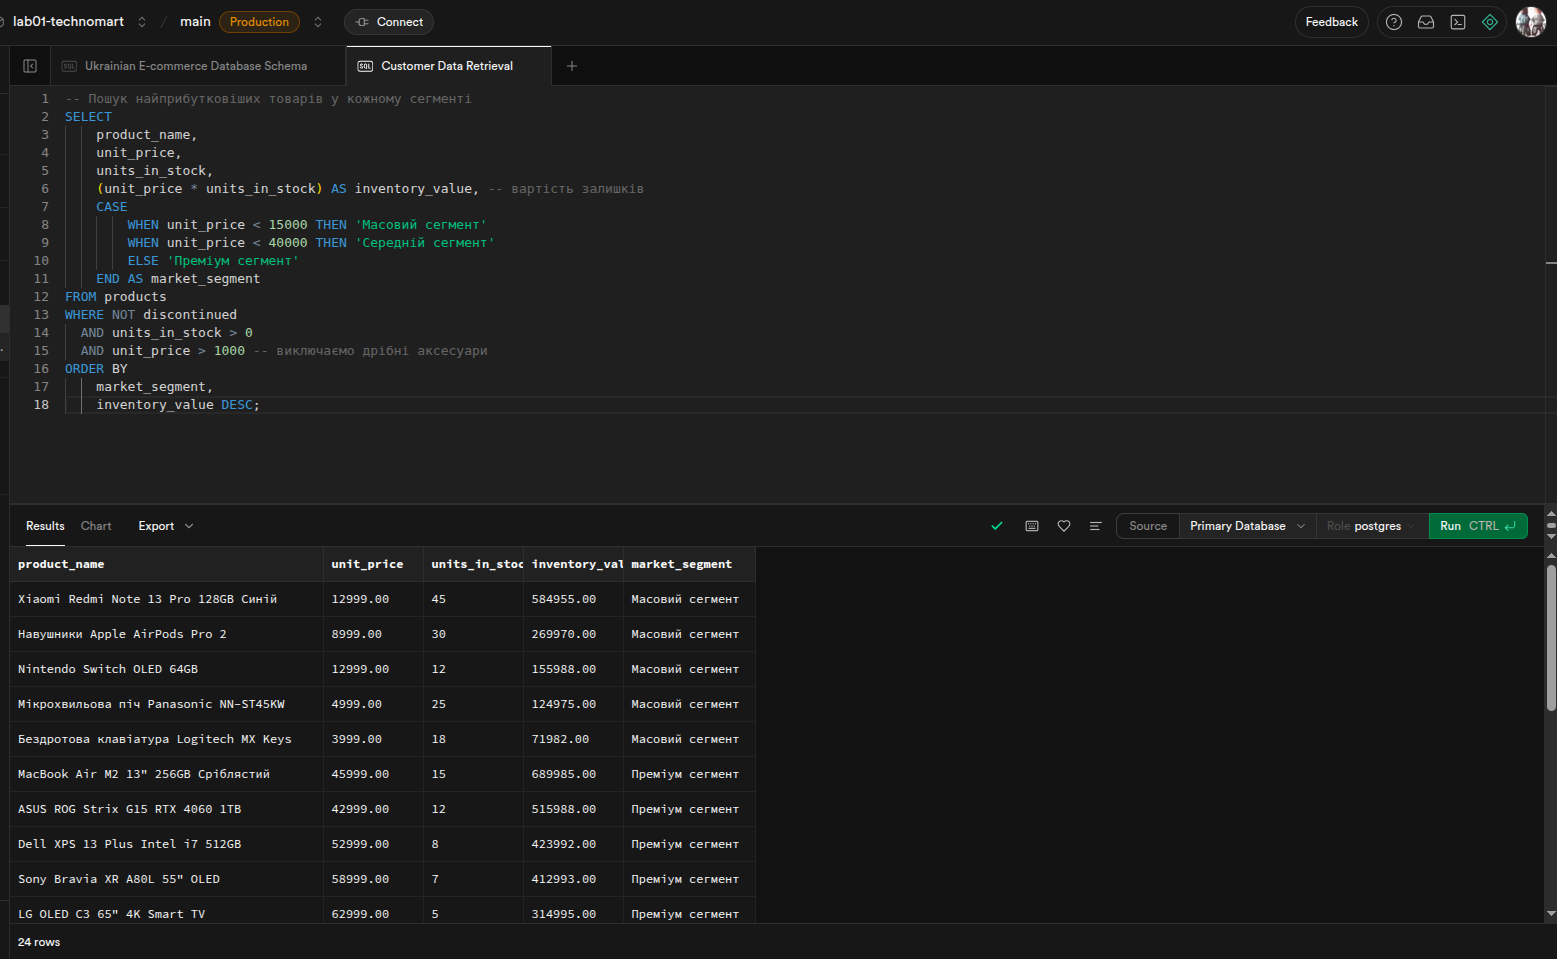 lab01-technomart / main Production Connect Feedback
Ukrainian E-commerce Database Schema
Customer Data Retrieval
1 -- Пошук найприбутковіших товарів у кожному сегменті
2 SELECT
3 product_name,
4 unit_price,
5 units_in_stock,
6 (unit_price * units_in_stock) AS inventory_value, -- вартість залишків
7 CASE
8 WHEN unit_price < 15000 THEN 'Масовий сегмент'
9 WHEN unit_price < 40000 THEN 'Середній сегмент'
10 ELSE 'Преміум сегмент'
11 END AS market_segment
12 FROM products
13 WHERE NOT discontinued
14 AND units_in_stock > 0
15 AND unit_price > 1000 -- виключаємо дрібні аксесуари
16 ORDER BY
17 market_segment,
18 inventory_value DESC;
Results Chart Export Source Primary Database Role postgres Run CTRL
product_name unit_price units_in_stoc inventory_val market_segment
Xiaomi Redmi Note 13 Pro 128GB Синій 12999.00 45 584955.00 Масовий сегмент
Навушники Apple AirPods Pro 2 8999.00 30 269970.00 Масовий сегмент
Nintendo Switch OLED 64GB 12999.00 12 155988.00 Масовий сегмент
Мікрохвильова піч Panasonic NN-ST45KW 4999.00 25 124975.00 Масовий сегмент
Бездротова клавіатура Logitech MX Keys 3999.00 18 71982.00 Масовий сегмент
MacBook Air M2 13" 256GB Сріблястий 45999.00 15 689985.00 Преміум сегмент
ASUS ROG Strix G15 RTX 4060 1TB 42999.00 12 515988.00 Преміум сегмент
Dell XPS 13 Plus Intel i7 512GB 52999.00 8 423992.00 Преміум сегмент
Sony Bravia XR A80L 55" OLED 58999.00 7 412993.00 Преміум сегмент
LG OLED C3 65" 4K Smart TV 62999.00 5 314995.00 Преміум сегмент
24 rows